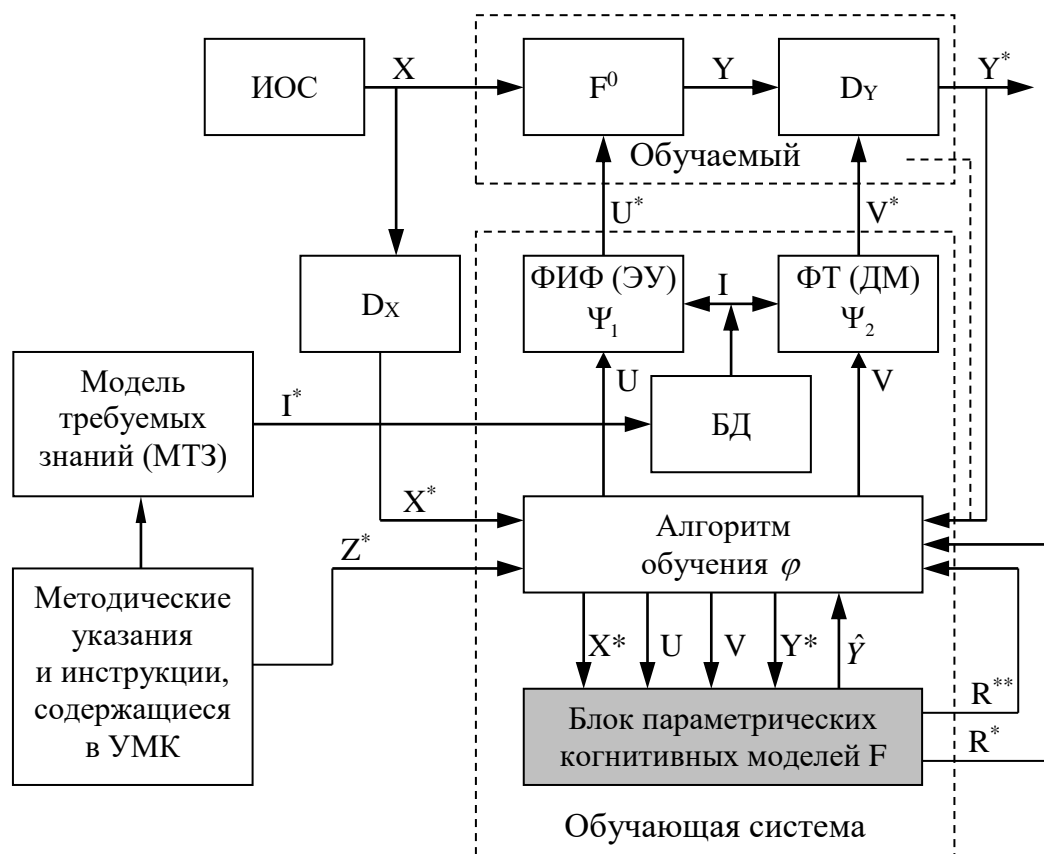 ИОС
X
F⁰
Y
D_Y
Y*
Обучаемый
U*
V*
D_X
ФИФ (ЭУ)
Ψ₁
I
ФТ (ДМ)
Ψ₂
Модель
требуемых
знаний (МТЗ)
I*
U
БД
V
X*
Z*
Алгоритм
обучения φ
Методические
указания
и инструкции,
содержащиеся
в УМК
X*
U
V
Y*
Ŷ
Блок параметрических
когнитивных моделей F
R**
R*
Обучающая система